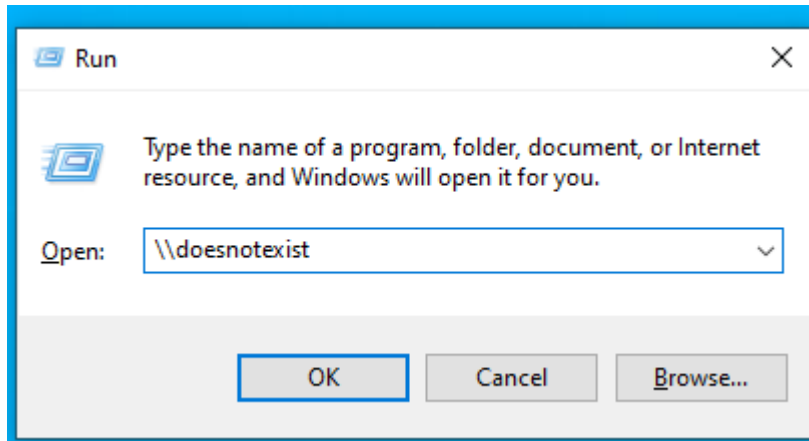 Run
Type the name of a program, folder, document, or Internet
resource, and Windows will open it for you.
Open: \\doesnotexist
OK Cancel Browse...